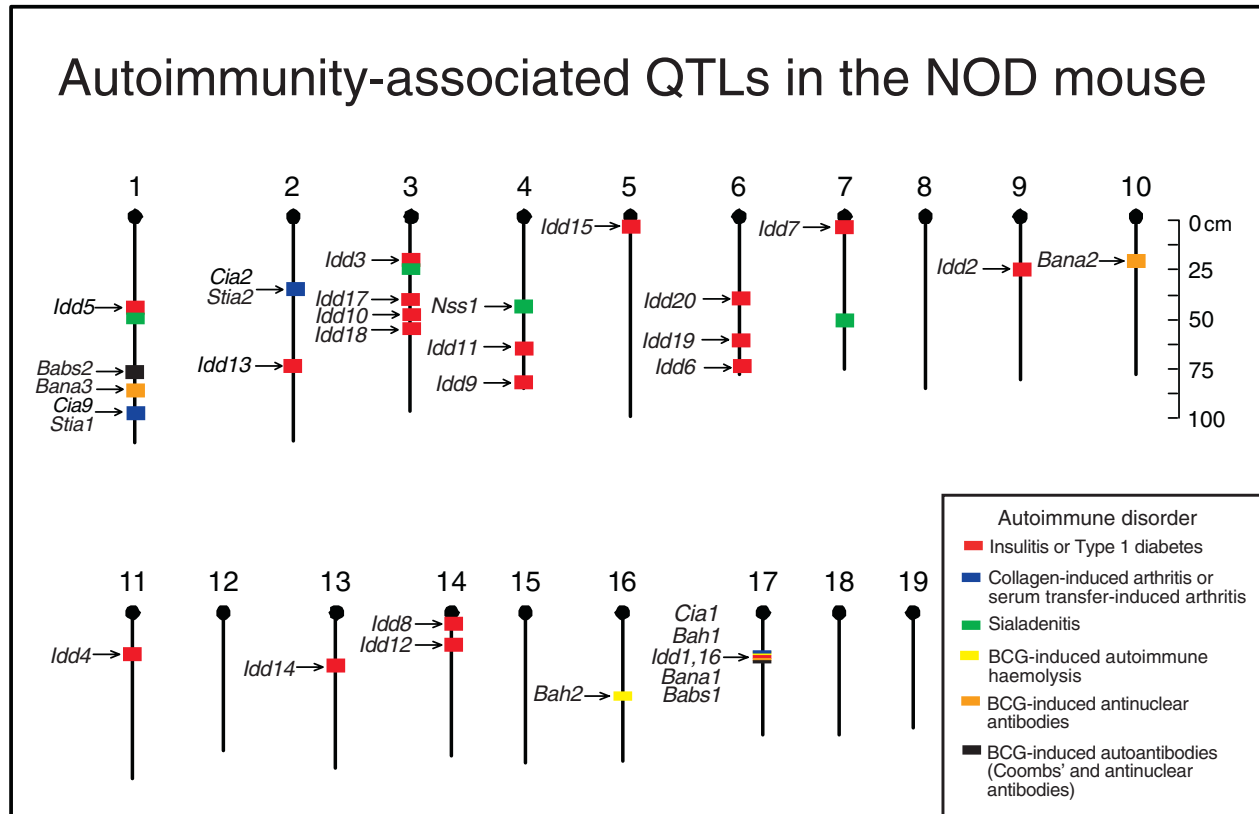 Autoimmunity-associated QTLs in the NOD mouse
1 2 3 4 5 6 7 8 9 10
Idd5
Babs2
Bana3
Cia9
Stia1
Cia2
Stia2
Idd13
Idd3
Idd17
Idd10
Idd18
Nss1
Idd11
Idd9
Idd15
Idd20
Idd19
Idd6
Idd7
Idd2
Bana2
0 cm
25
50
75
100
11 12 13 14 15 16 17 18 19
Idd4
Idd14
Idd8
Idd12
Bah2
Cia1
Bah1
Idd1,16
Bana1
Babs1
Autoimmune disorder
Insulitis or Type 1 diabetes
Collagen-induced arthritis or
serum transfer-induced arthritis
Sialadenitis
BCG-induced autoimmune
haemolysis
BCG-induced antinuclear
antibodies
BCG-induced autoantibodies
(Coombs' and antinuclear
antibodies)